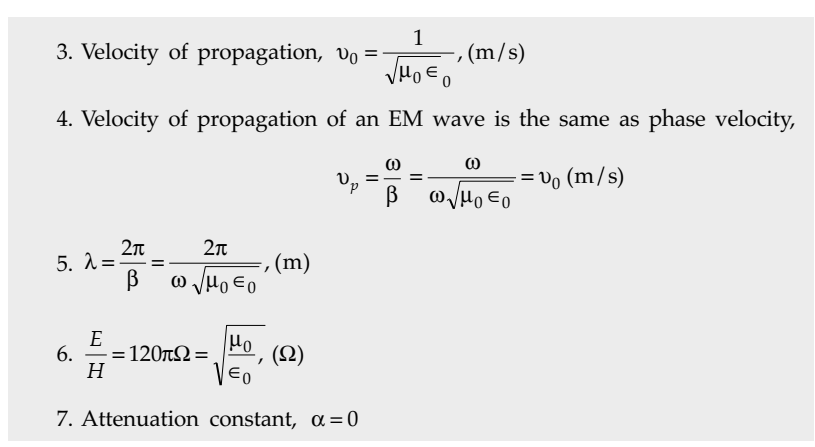 3. Velocity of propagation, υ₀ = 1/√(μ₀ ∈₀), (m/s)
4. Velocity of propagation of an EM wave is the same as phase velocity,
υₚ = ω/β = ω/(ω√(μ₀ ∈₀)) = υ₀ (m/s)
5. λ = 2π/β = 2π/(ω √(μ₀ ∈₀)), (m)
6. E/H = 120πΩ = √(μ₀/∈₀), (Ω)
7. Attenuation constant, α = 0